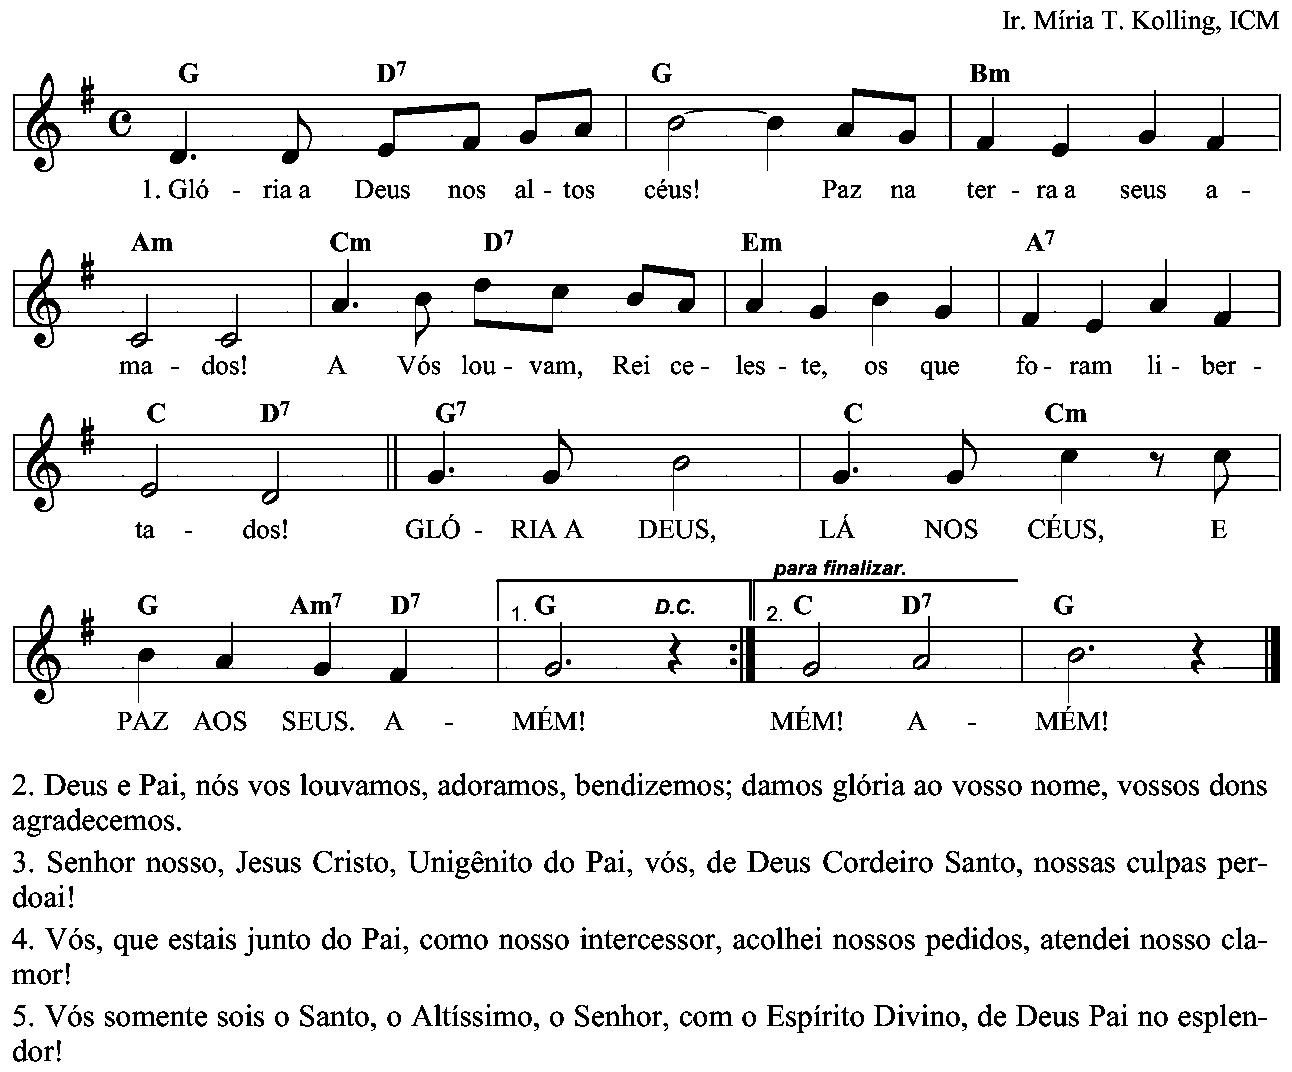 Ir. Míria T. Kolling, ICM
G D7 G Bm
1. Gló - ria a Deus nos al - tos céus! Paz na ter - ra a seus a -
Am Cm D7 Em A7
ma - dos! A Vós lou - vam, Rei ce - les - te, os que fo - ram li - ber -
C D7 G7 C Cm
ta - dos! GLÓ - RIA A DEUS, LÁ NOS CÉUS, E
para finalizar.
G Am7 D7 1. G D.C. 2. C D7 G
PAZ AOS SEUS. A - MÉM! MÉM! A - MÉM!
2. Deus e Pai, nós vos louvamos, adoramos, bendizemos; damos glória ao vosso nome, vossos dons
agradecemos.
3. Senhor nosso, Jesus Cristo, Unigênito do Pai, vós, de Deus Cordeiro Santo, nossas culpas per-
doai!
4. Vós, que estais junto do Pai, como nosso intercessor, acolhei nossos pedidos, atendei nosso cla-
mor!
5. Vós somente sois o Santo, o Altíssimo, o Senhor, com o Espírito Divino, de Deus Pai no esplen-
dor!